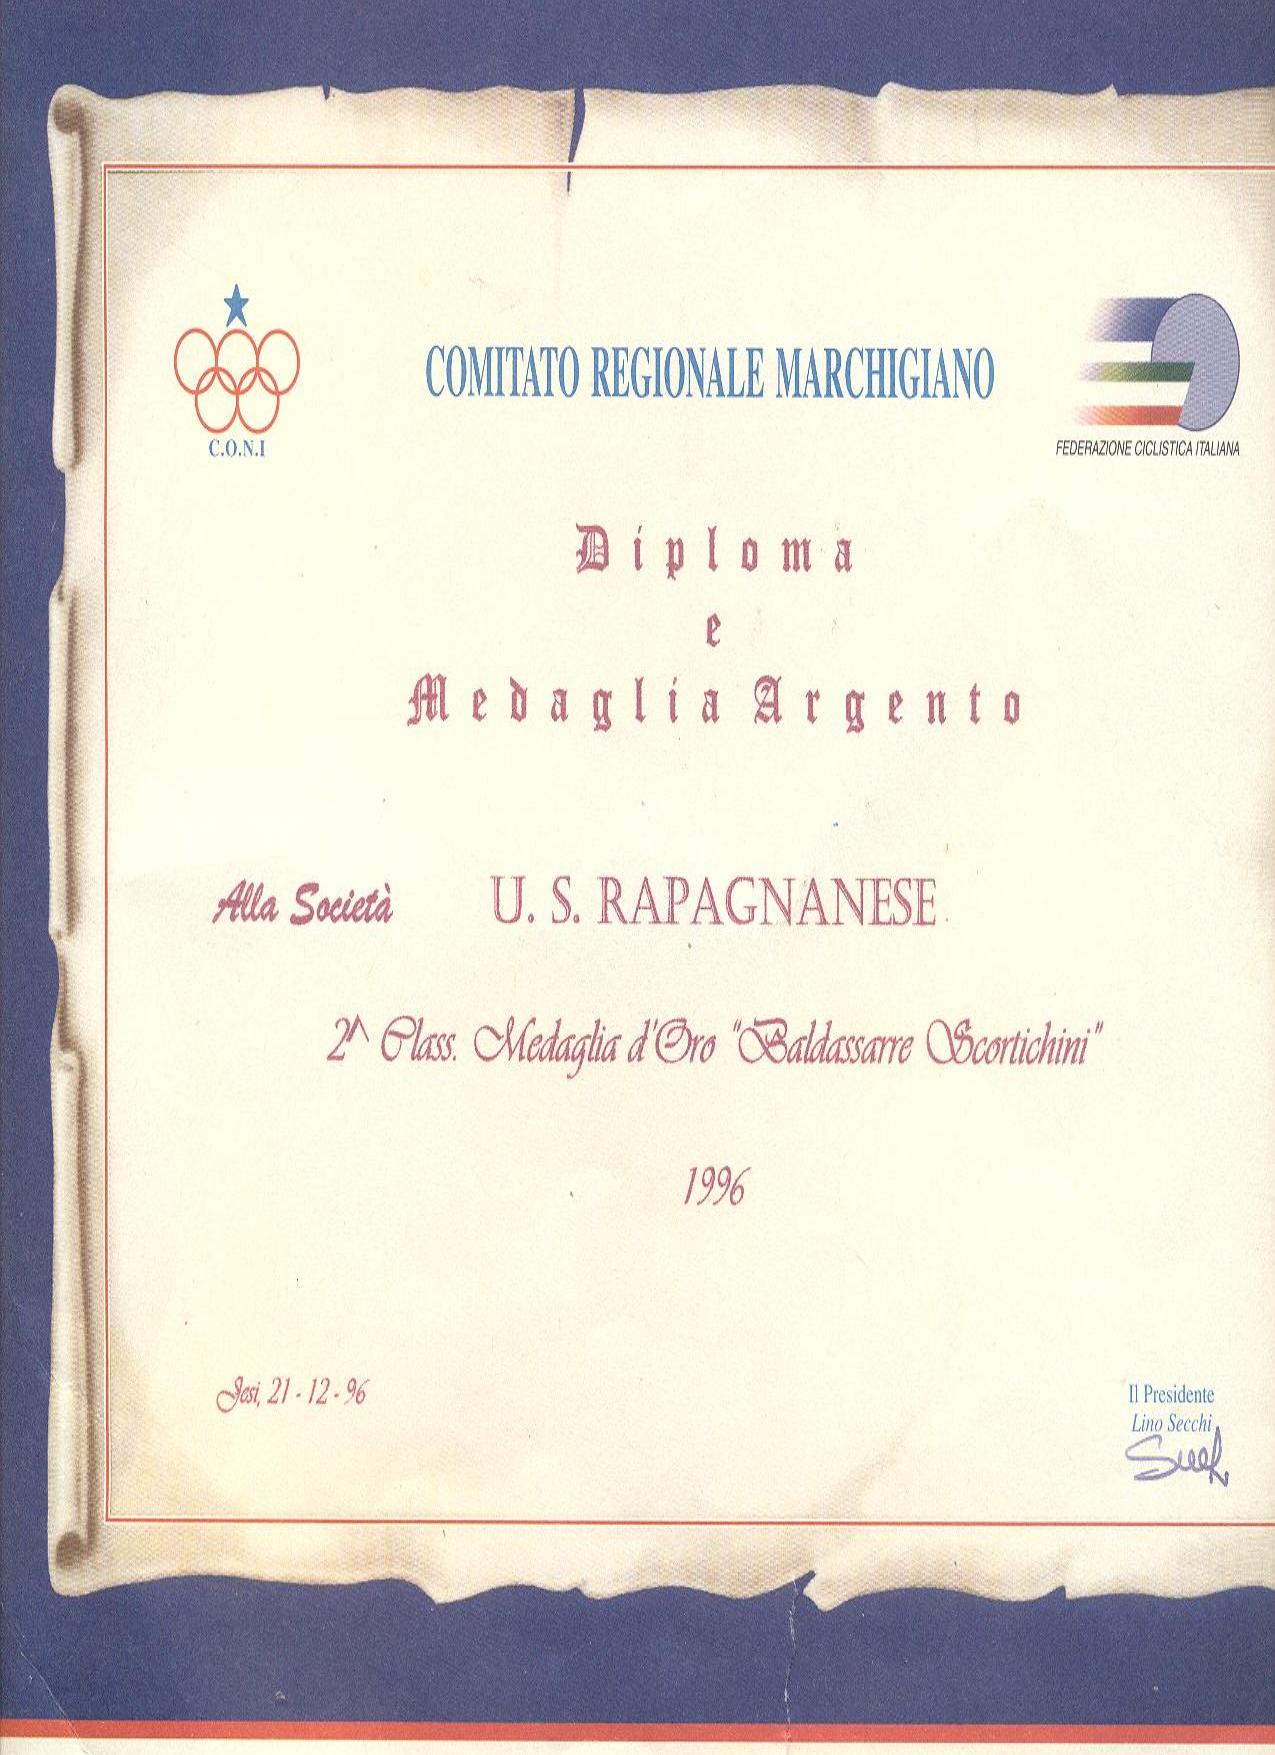 C.O.N.I
COMITATO REGIONALE MARCHIGIANO
FEDERAZIONE CICLISTICA ITALIANA
Diploma
e
Medaglia Argento
Alla Società U. S. RAPAGNANESE
2^ Class. Medaglia d'Oro "Baldassarre Scortichini"
1996
Jesi, 21 - 12 - 96
Il Presidente
Lino Secchi